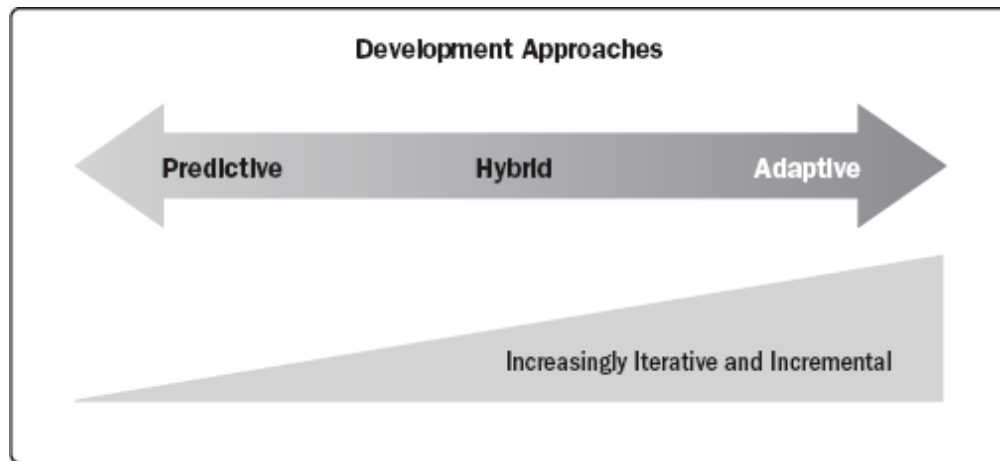 Development Approaches
Predictive Hybrid Adaptive
Increasingly Iterative and Incremental